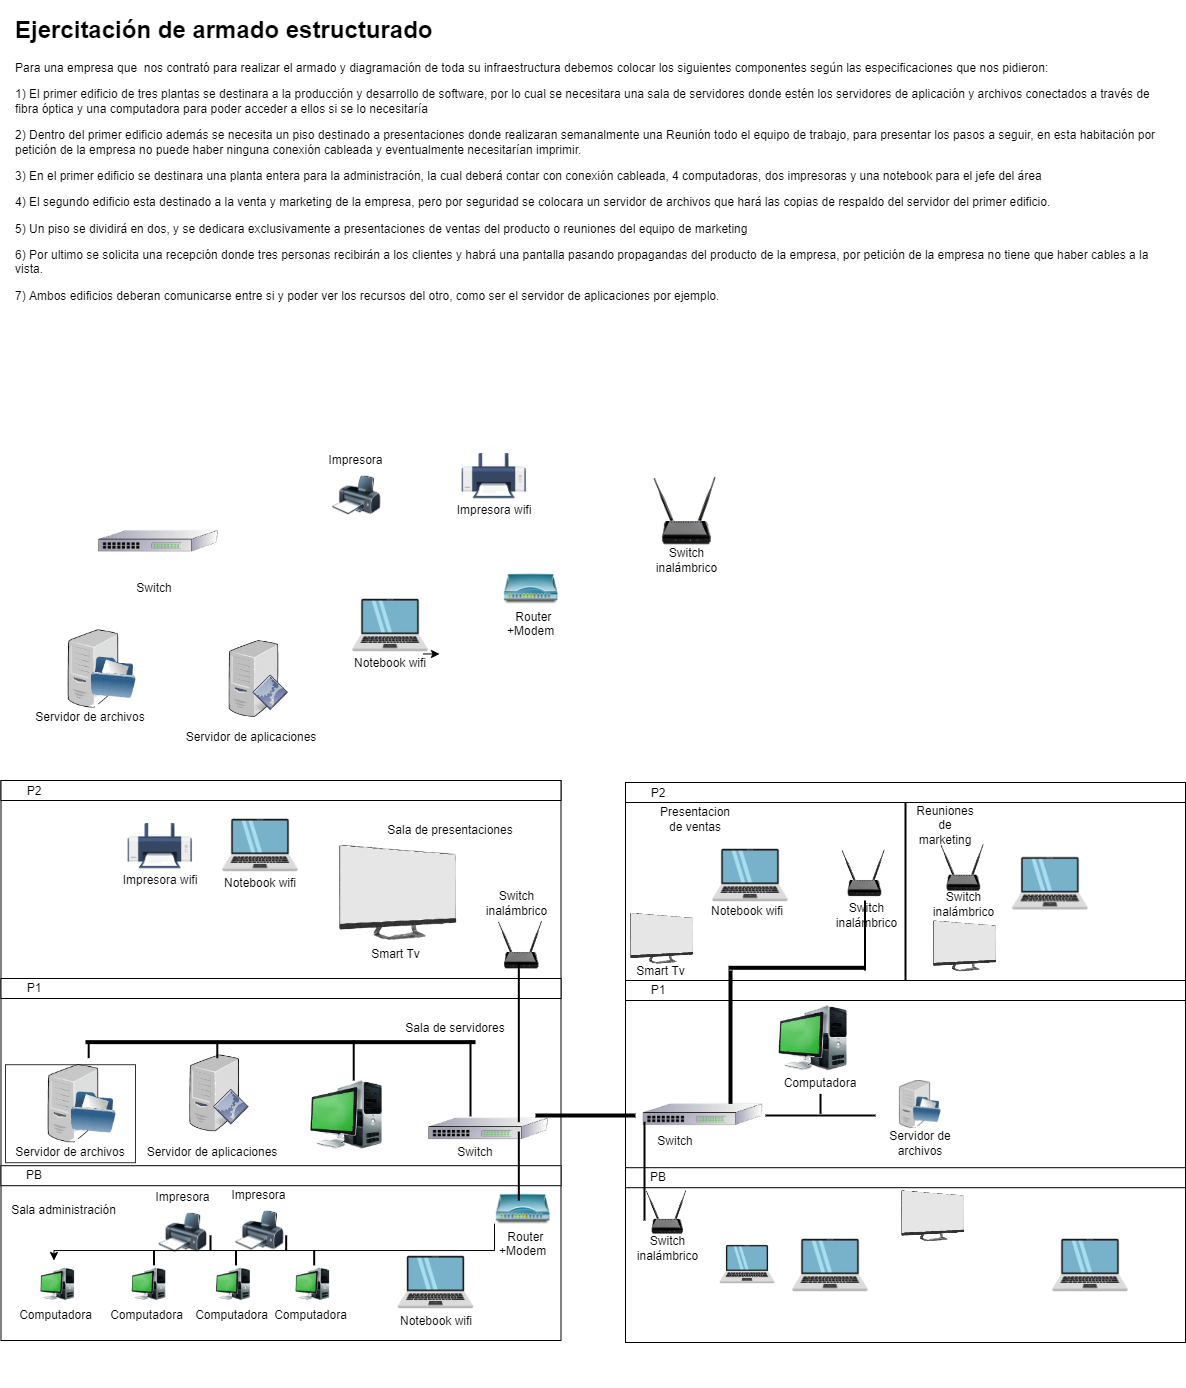 Ejercitación de armado estructurado
Para una empresa que  nos contrató para realizar el armado y diagramación de toda su infraestructura debemos colocar los siguientes componentes según las especificaciones que nos pidieron:
1) El primer edificio de tres plantas se destinara a la producción y desarrollo de software, por lo cual se necesitara una sala de servidores donde estén los servidores de aplicación y archivos conectados a través de
fibra óptica y una computadora para poder acceder a ellos si se lo necesitaría
2) Dentro del primer edificio además se necesita un piso destinado a presentaciones donde realizaran semanalmente una Reunión todo el equipo de trabajo, para presentar los pasos a seguir, en esta habitación por
petición de la empresa no puede haber ninguna conexión cableada y eventualmente necesitarían imprimir.
3) En el primer edificio se destinara una planta entera para la administración, la cual deberá contar con conexión cableada, 4 computadoras, dos impresoras y una notebook para el jefe del área
4) El segundo edificio esta destinado a la venta y marketing de la empresa, pero por seguridad se colocara un servidor de archivos que hará las copias de respaldo del servidor del primer edificio.
5) Un piso se dividirá en dos, y se dedicara exclusivamente a presentaciones de ventas del producto o reuniones del equipo de marketing
6) Por ultimo se solicita una recepción donde tres personas recibirán a los clientes y habrá una pantalla pasando propagandas del producto de la empresa, por petición de la empresa no tiene que haber cables a la
vista.
7) Ambos edificios deberan comunicarse entre si y poder ver los recursos del otro, como ser el servidor de aplicaciones por ejemplo.
Impresora
Impresora wifi
Switch
inalámbrico
Switch
Router
+Modem
Notebook wifi
Servidor de archivos
Servidor de aplicaciones
P2
Sala de presentaciones
Impresora wifi
Notebook wifi
Switch
inalámbrico
Smart Tv
P1
Sala de servidores
Servidor de archivos
Servidor de aplicaciones
Switch
PB
Sala administración
Impresora
Impresora
Router
+Modem
Computadora
Computadora
Computadora
Computadora
Notebook wifi
P2
Presentacion
de ventas
Reuniones
de
marketing
Notebook wifi
Switch
inalámbrico
Switch
inalámbrico
Smart Tv
P1
Computadora
Switch
Servidor de
archivos
PB
Switch
inalámbrico